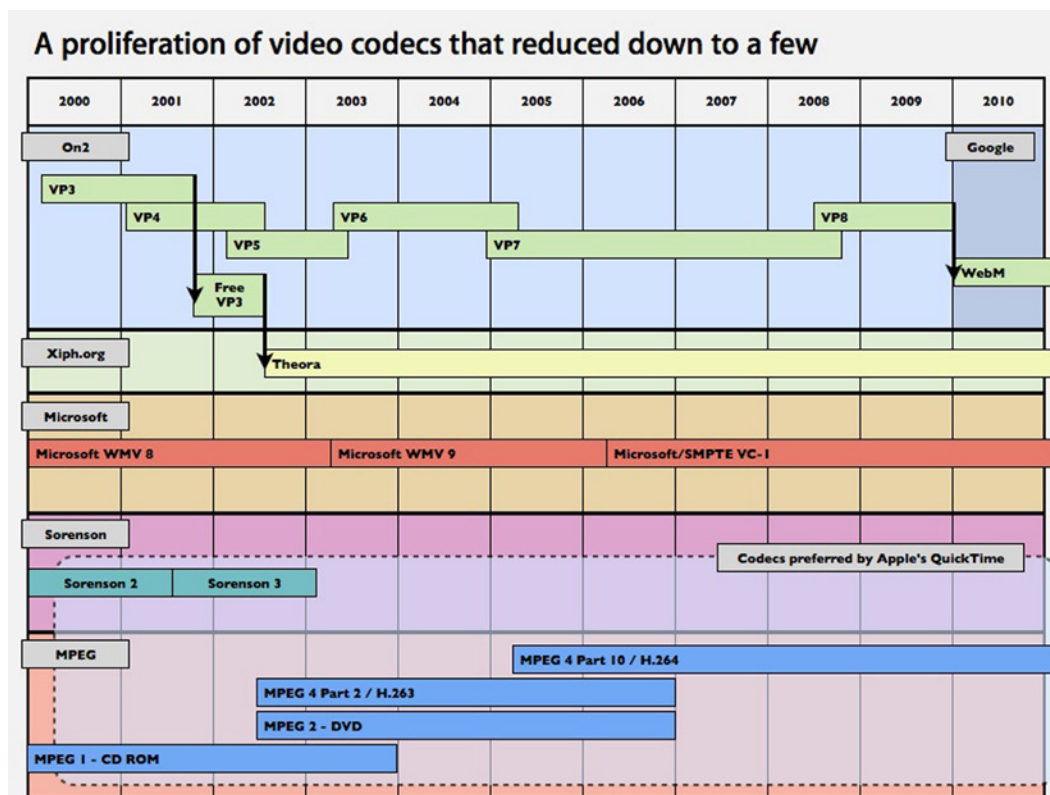 A proliferation of video codecs that reduced down to a few
2000 2001 2002 2003 2004 2005 2006 2007 2008 2009 2010
On2
Google
VP3
VP4
VP6
VP8
VP5
VP7
WebM
Free
VP3
Xiph.org
Theora
Microsoft
Microsoft WMV 8
Microsoft WMV 9
Microsoft/SMPTE VC-1
Sorenson
Codecs preferred by Apple's QuickTime
Sorenson 2
Sorenson 3
MPEG
MPEG 4 Part 10 / H.264
MPEG 4 Part 2 / H.263
MPEG 2 - DVD
MPEG 1 - CD ROM